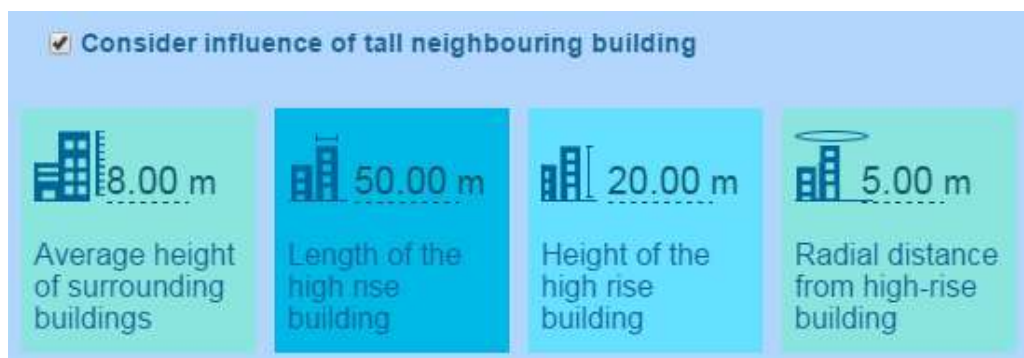 Consider influence of tall neighbouring building
8.00 m
Average height
of surrounding
buildings
50.00 m
Length of the
high rise
building
20.00 m
Height of the
high rise
building
5.00 m
Radial distance
from high-rise
building